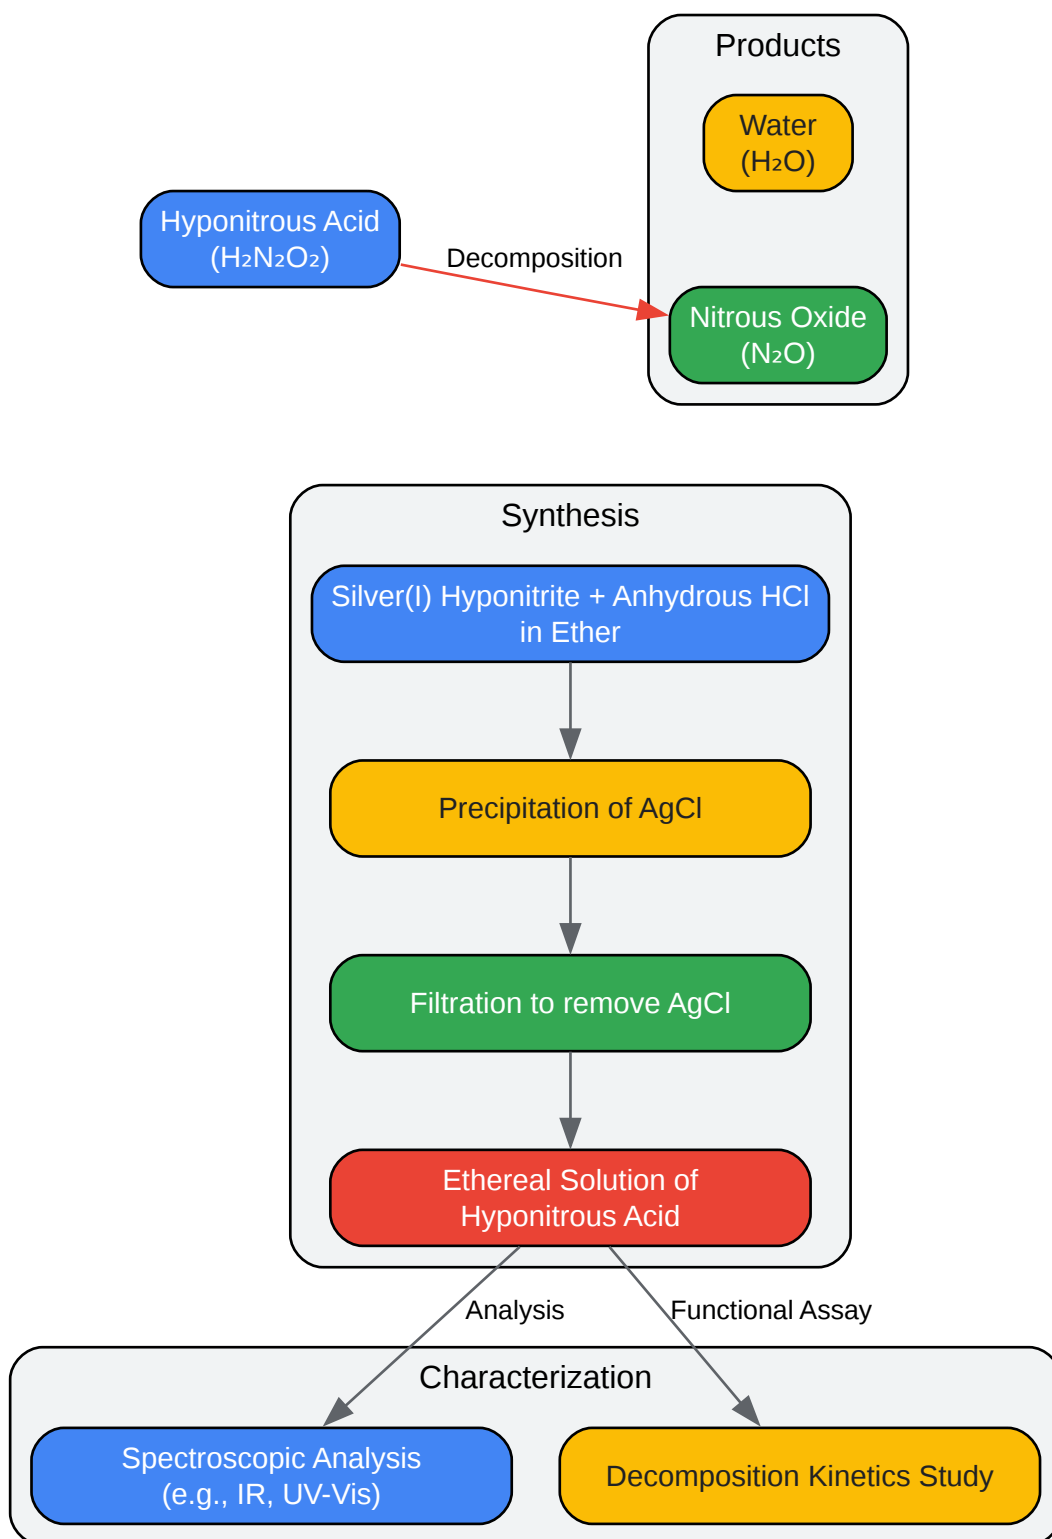 Products
Water
(H₂O)
Hyponitrous Acid
(H₂N₂O₂)
Decomposition
Nitrous Oxide
(N₂O)
Synthesis
Silver(I) Hyponitrite + Anhydrous HCl
in Ether
Precipitation of AgCl
Filtration to remove AgCl
Ethereal Solution of
Hyponitrous Acid
Analysis
Functional Assay
Characterization
Spectroscopic Analysis
(e.g., IR, UV-Vis)
Decomposition Kinetics Study